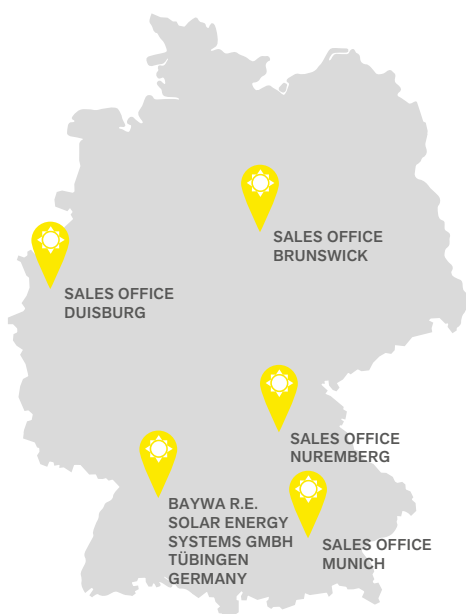 SALES OFFICE
BRUNSWICK
SALES OFFICE
DUISBURG
SALES OFFICE
NUREMBERG
BAYWA R.E.
SOLAR ENERGY
SYSTEMS GMBH
TÜBINGEN
GERMANY
SALES OFFICE
MUNICH